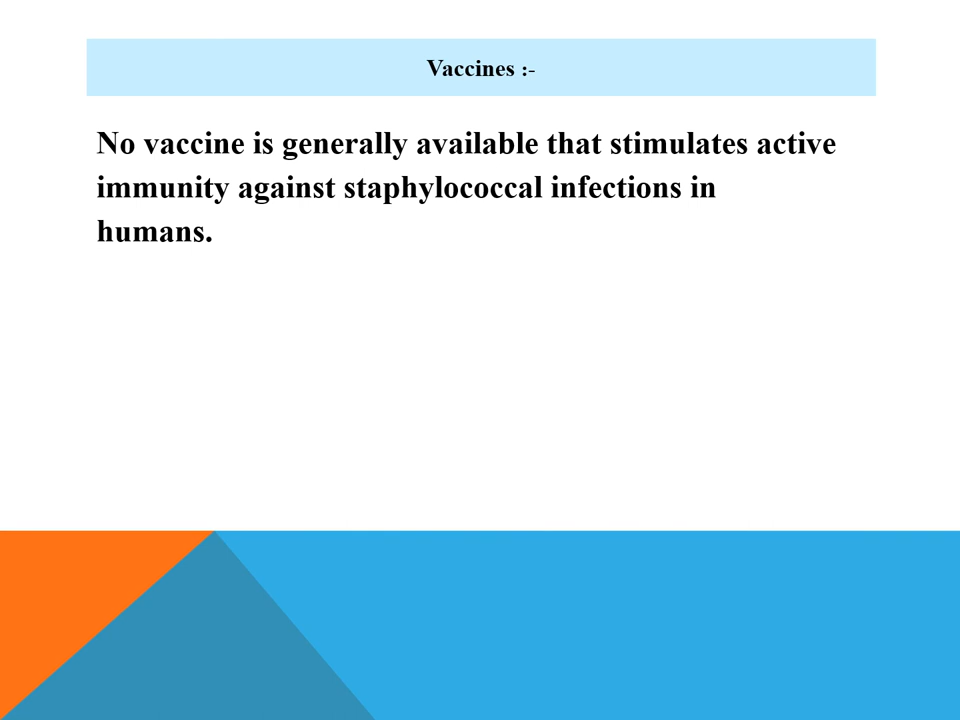 Vaccines :-
No vaccine is generally available that stimulates active
immunity against staphylococcal infections in
humans.